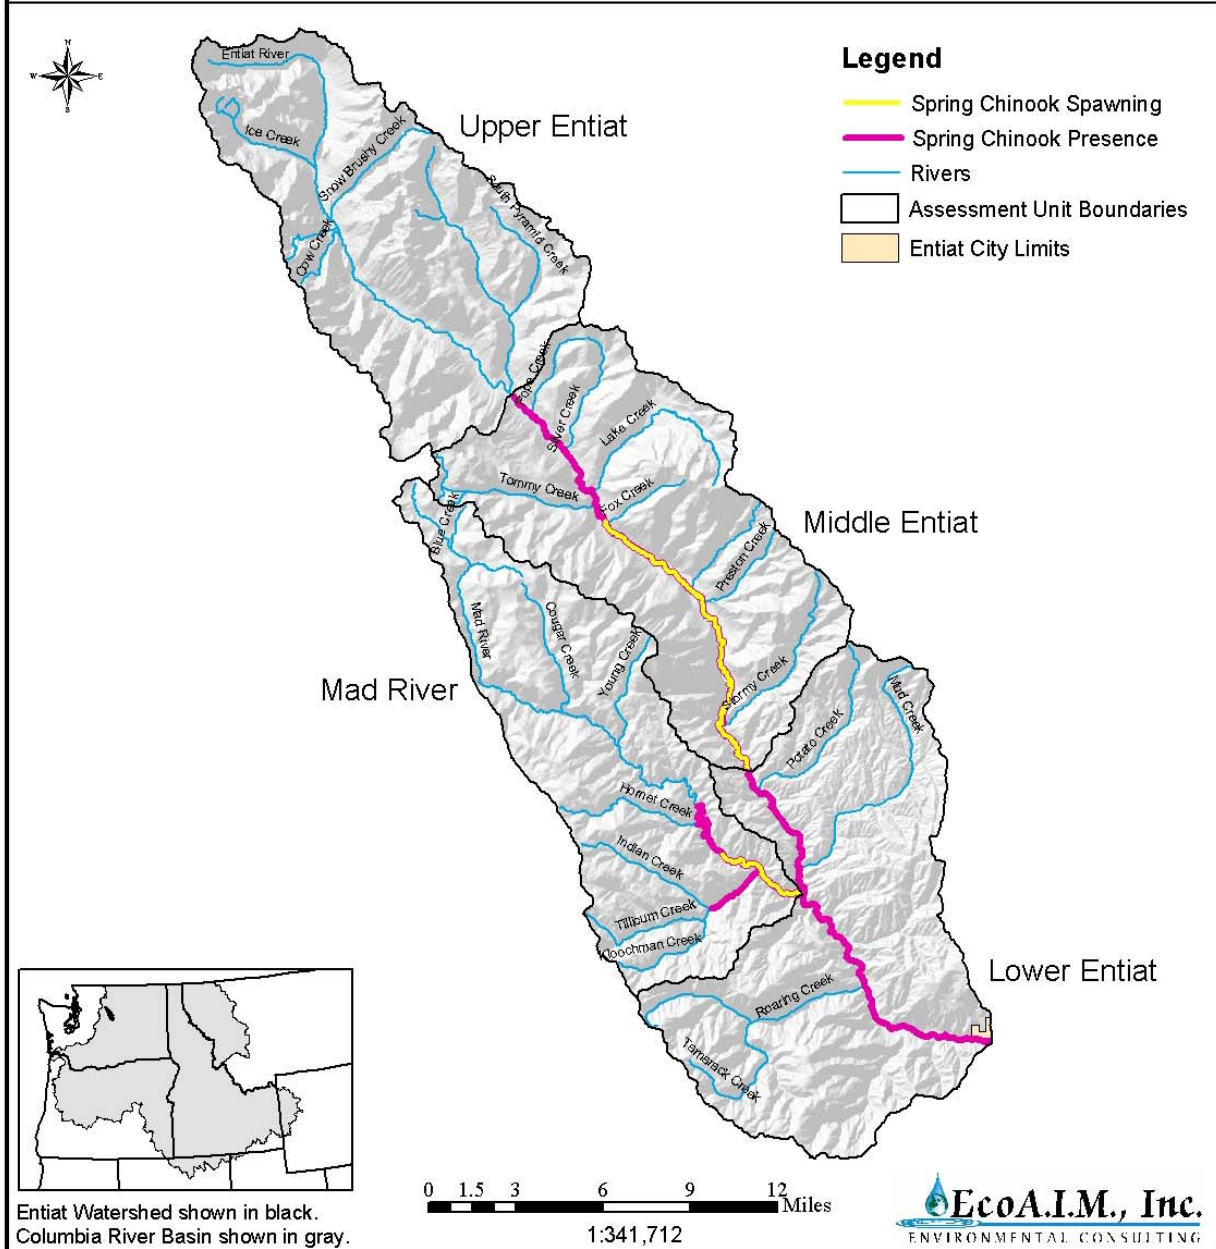 N
W
E
S
Legend
Spring Chinook Spawning
Spring Chinook Presence
Rivers
Assessment Unit Boundaries
Entiat City Limits
Entiat River
Ice Creek
Snow Brushy Creek
Upper Entiat
South Pyramid Creek
Cow Creek
Pope Creek
Silver Creek
Lake Creek
Tommy Creek
Fox Creek
Middle Entiat
Blue Creek
Preston Creek
Mad River
Cougar Creek
Young Creek
Mad River
Stormy Creek
Potato Creek
Mud Creek
Hornet Creek
Indian Creek
Tillicum Creek
Kloochman Creek
Lower Entiat
Roaring Creek
Tamarack Creek
Entiat Watershed shown in black.
Columbia River Basin shown in gray.
0 1.5 3 6 9 12 Miles
1:341,712
EcoA.I.M., Inc.
ENVIRONMENTAL CONSULTING